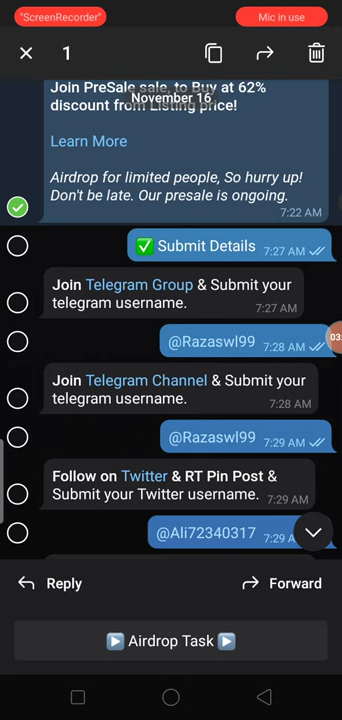 "ScreenRecorder"
Mic in use
1
Join PreSale sale, to Buy at 62%
discount from Listing price!
November 16
Learn More
Airdrop for limited people, So hurry up!
Don't be late. Our presale is ongoing.
7:22 AM
✅ Submit Details 7:27 AM
Join Telegram Group & Submit your
telegram username. 7:27 AM
@Razaswl99 7:28 AM
03:
Join Telegram Channel & Submit your
telegram username. 7:28 AM
@Razaswl99 7:29 AM
Follow on Twitter & RT Pin Post &
Submit your Twitter username. 7:29 AM
@Ali72340317 7:29 A
Reply
Forward
▶️ Airdrop Task ▶️